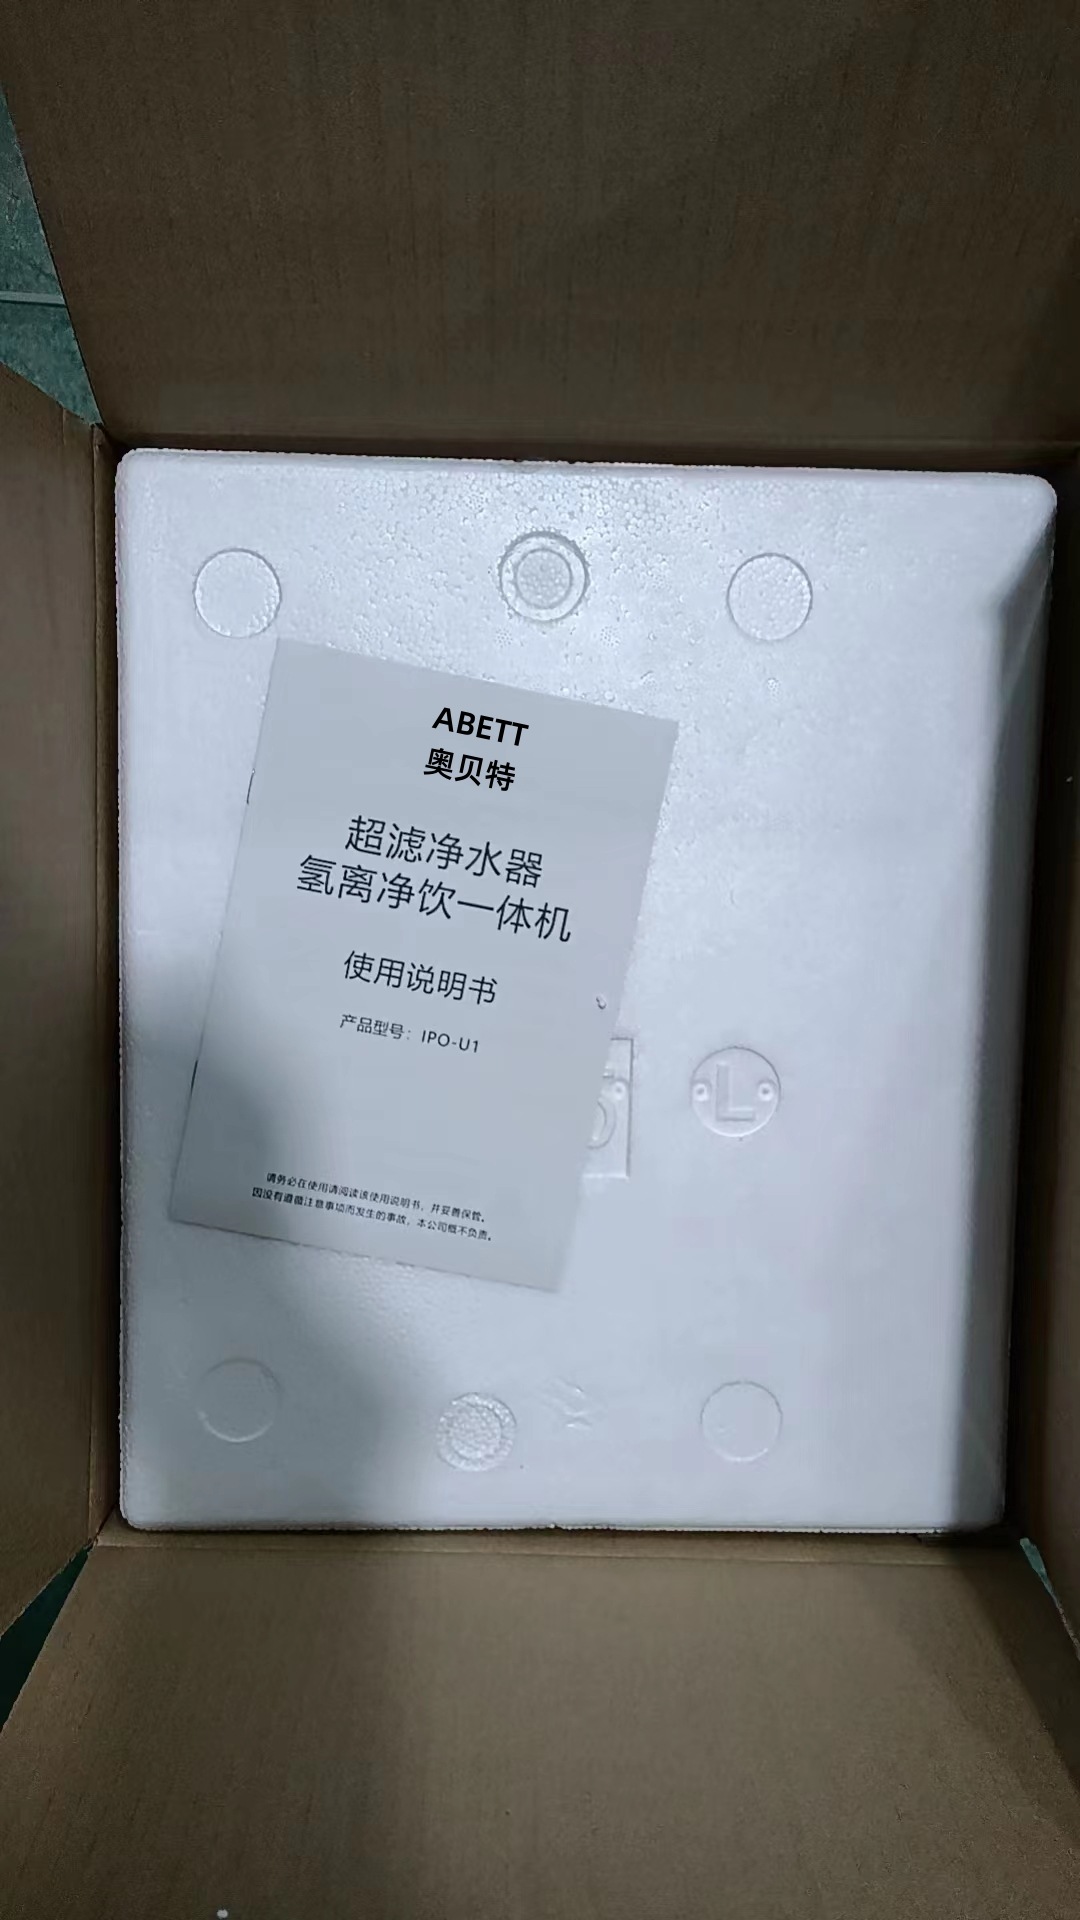 ABETT
奥贝特
超滤净水器
氢离净饮一体机
使用说明书
产品型号：IPO-U1
请务必在使用请阅读该使用说明书，并妥善保管。
因没有遵循注意事项而发生的事故，本公司概不负责。
L